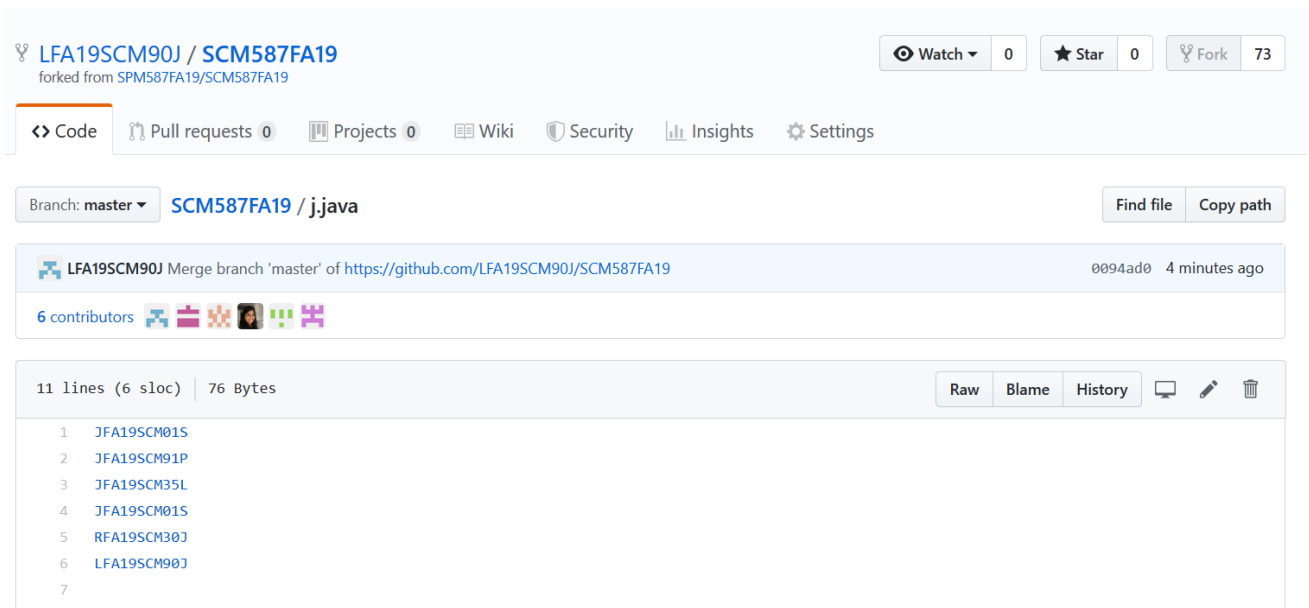 LFA19SCM90J / SCM587FA19
forked from SPM587FA19/SCM587FA19
Watch 0 Star 0 Fork 73
Code Pull requests 0 Projects 0 Wiki Security Insights Settings
Branch: master SCM587FA19 / j.java Find file Copy path
LFA19SCM90J Merge branch 'master' of https://github.com/LFA19SCM90J/SCM587FA19 0094ad0 4 minutes ago
6 contributors
11 lines (6 sloc) 76 Bytes Raw Blame History
1 JFA19SCM01S
2 JFA19SCM91P
3 JFA19SCM35L
4 JFA19SCM01S
5 RFA19SCM30J
6 LFA19SCM90J
7